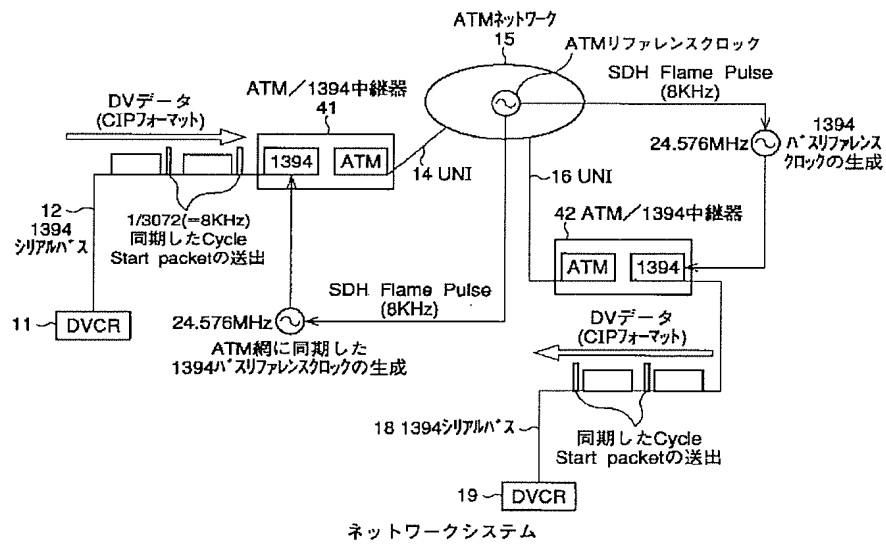 ATMネットワーク
15
ATMリファレンスクロック
SDH Flame Pulse
(8KHz)
ATM/1394中継器
41
DVデータ
(CIPフォーマット)
1394
ATM
14 UNI
24.576MHz
1394
バスリファレンス
クロックの生成
16 UNI
12
1394
シリアルバス
1/3072(=8KHz)
同期したCycle
Start packetの送出
42 ATM/1394中継器
ATM
1394
SDH Flame Pulse
(8KHz)
11
DVCR
24.576MHz
ATM網に同期した
1394バスリファレンスクロックの生成
DVデータ
(CIPフォーマット)
18 1394シリアルバス
同期したCycle
Start packetの送出
19
DVCR
ネットワークシステム